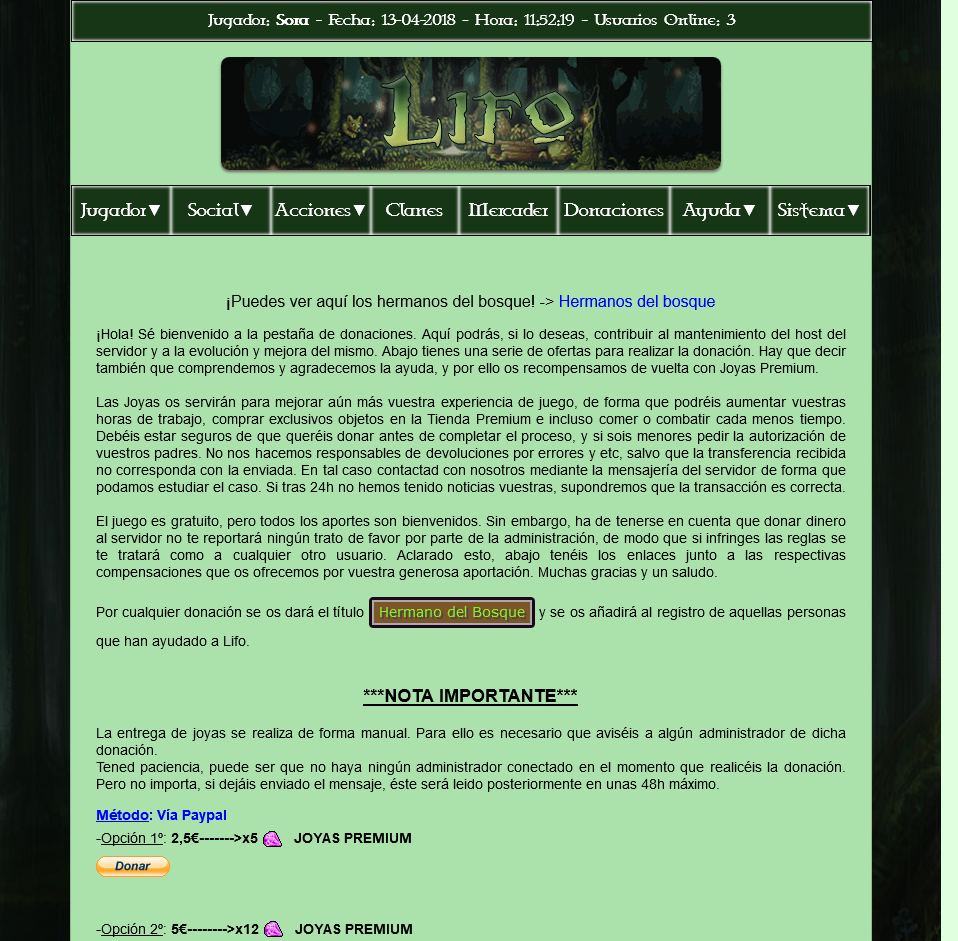 Jugador: Sora - Fecha: 13-04-2018 - Hora: 11:52:19 - Usuarios Online: 3
Lifo
Jugador▼ Social▼ Acciones▼ Clanes Mercader Donaciones Ayuda▼ Sistema▼
¡Puedes ver aquí los hermanos del bosque! -> Hermanos del bosque
¡Hola! Sé bienvenido a la pestaña de donaciones. Aquí podrás, si lo deseas, contribuir al mantenimiento del host del
servidor y a la evolución y mejora del mismo. Abajo tienes una serie de ofertas para realizar la donación. Hay que decir
también que comprendemos y agradecemos la ayuda, y por ello os recompensamos de vuelta con Joyas Premium.
Las Joyas os servirán para mejorar aún más vuestra experiencia de juego, de forma que podréis aumentar vuestras
horas de trabajo, comprar exclusivos objetos en la Tienda Premium e incluso comer o combatir cada menos tiempo.
Debéis estar seguros de que queréis donar antes de completar el proceso, y si sois menores pedir la autorización de
vuestros padres. No nos hacemos responsables de devoluciones por errores y etc, salvo que la transferencia recibida
no corresponda con la enviada. En tal caso contactad con nosotros mediante la mensajería del servidor de forma que
podamos estudiar el caso. Si tras 24h no hemos tenido noticias vuestras, supondremos que la transacción es correcta.
El juego es gratuito, pero todos los aportes son bienvenidos. Sin embargo, ha de tenerse en cuenta que donar dinero
al servidor no te reportará ningún trato de favor por parte de la administración, de modo que si infringes las reglas se
te tratará como a cualquier otro usuario. Aclarado esto, abajo tenéis los enlaces junto a las respectivas
compensaciones que os ofrecemos por vuestra generosa aportación. Muchas gracias y un saludo.
Por cualquier donación se os dará el título Hermano del Bosque y se os añadirá al registro de aquellas personas
que han ayudado a Lifo.
***NOTA IMPORTANTE***
La entrega de joyas se realiza de forma manual. Para ello es necesario que aviséis a algún administrador de dicha
donación.
Tened paciencia, puede ser que no haya ningún administrador conectado en el momento que realicéis la donación.
Pero no importa, si dejáis enviado el mensaje, éste será leido posteriormente en unas 48h máximo.
Método: Vía Paypal
-Opción 1º: 2,5€------->x5 JOYAS PREMIUM
Donar
-Opción 2º: 5€-------->x12 JOYAS PREMIUM